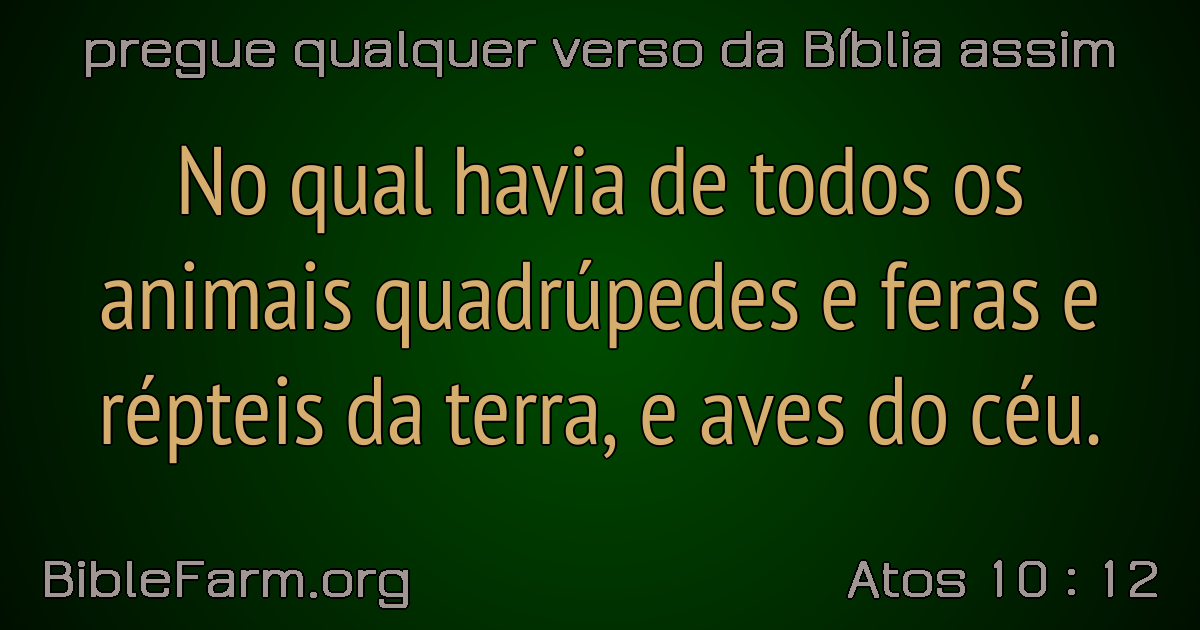 pregue qualquer verso da Bíblia assim
No qual havia de todos os
animais quadrúpedes e feras e
répteis da terra, e aves do céu.
BibleFarm.org
Atos 10 : 12